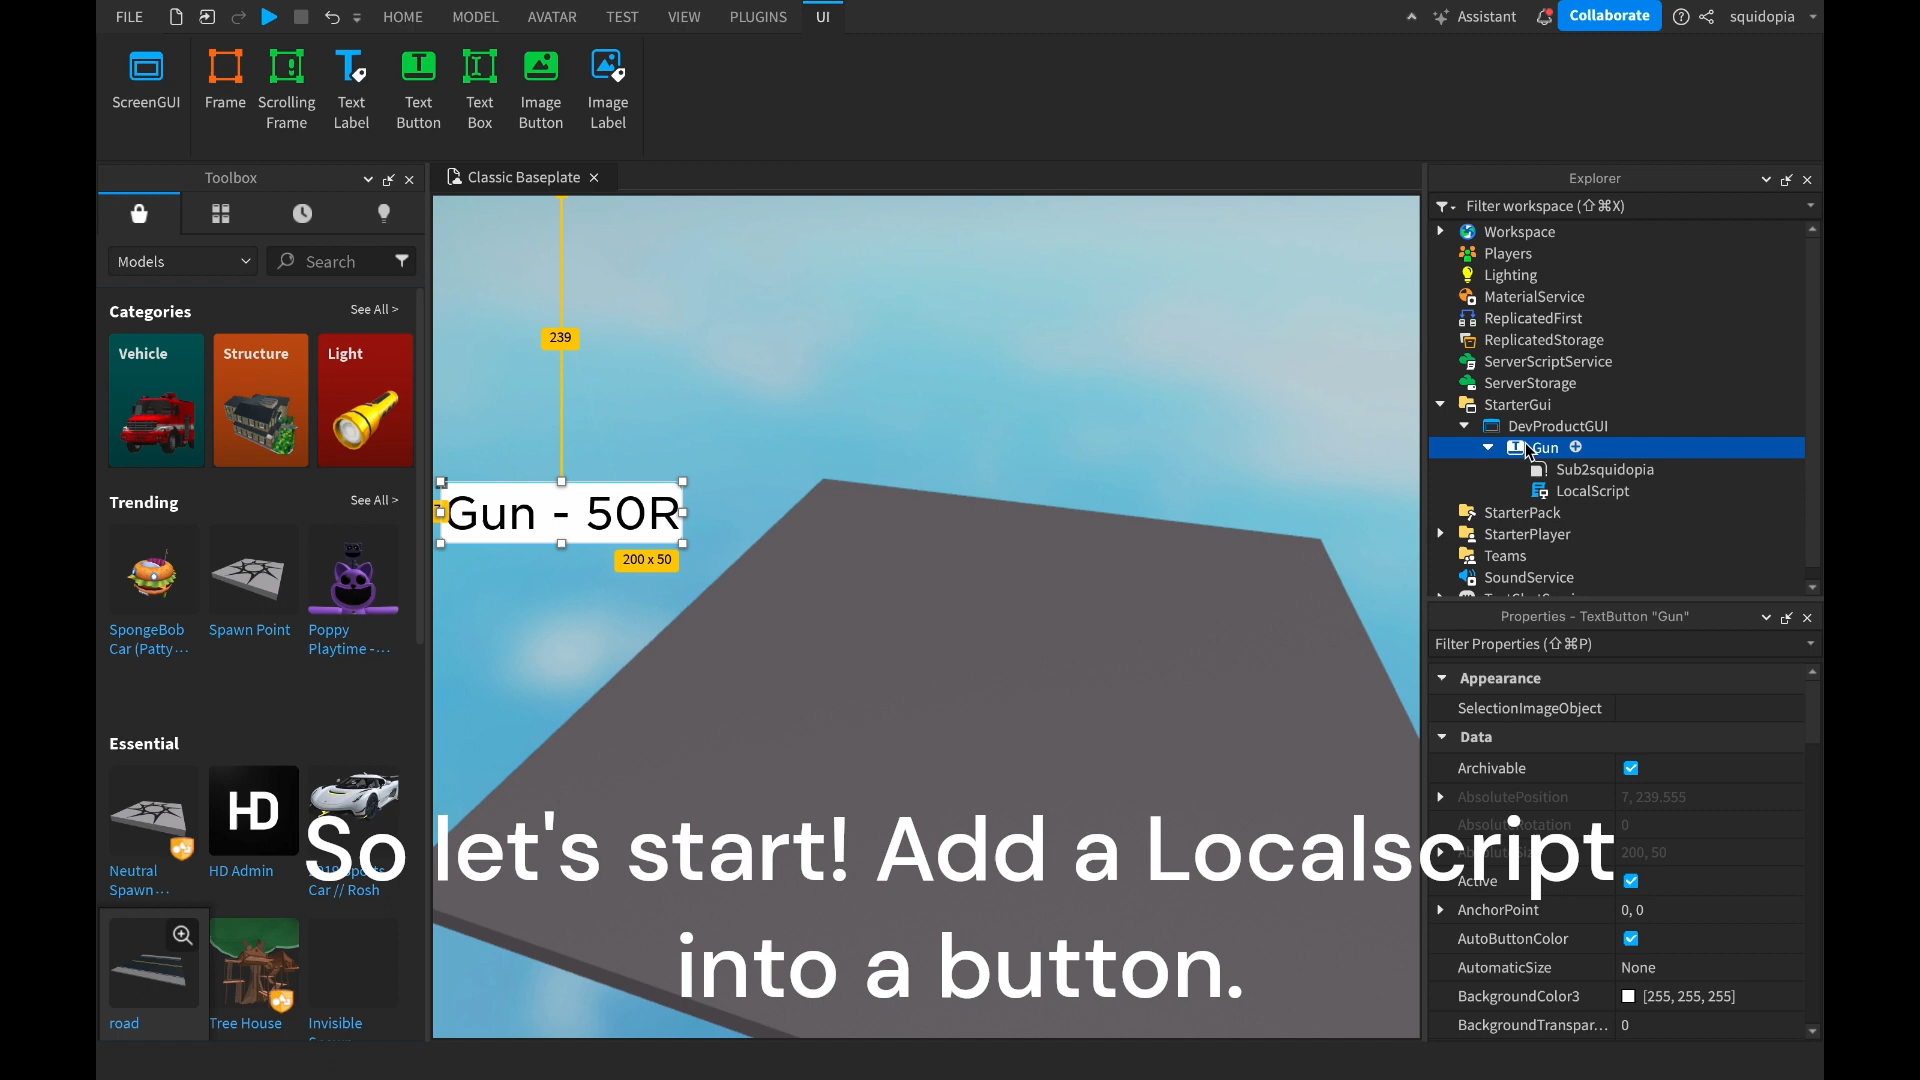 FILE HOME MODEL AVATAR TEST VIEW PLUGINS UI Assistant Collaborate squidopia
ScreenGUI Frame Scrolling Frame Text Label Text Button Text Box Image Button Image Label
Toolbox
Models Search
Categories See All >
Vehicle Structure Light
Trending See All >
SpongeBob Car (Patty... Spawn Point Poppy Playtime -...
Essential
HD
Neutral Spawn... HD Admin Car // Rosh
road Tree House Invisible
Classic Baseplate
239
Gun - 50R
200 x 50
Explorer
Filter workspace (⇧⌘X)
Workspace
Players
Lighting
MaterialService
ReplicatedFirst
ReplicatedStorage
ServerScriptService
ServerStorage
StarterGui
DevProductGUI
Gun
Sub2squidopia
LocalScript
StarterPack
StarterPlayer
Teams
SoundService
Properties - TextButton "Gun"
Filter Properties (⇧⌘P)
Appearance
SelectionImageObject
Data
Archivable
AbsolutePosition 7, 239.555
AbsoluteRotation 0
200, 50
Active
AnchorPoint 0, 0
AutoButtonColor
AutomaticSize None
BackgroundColor3 [255, 255, 255]
BackgroundTranspar... 0
So let's start! Add a Localscript
into a button.